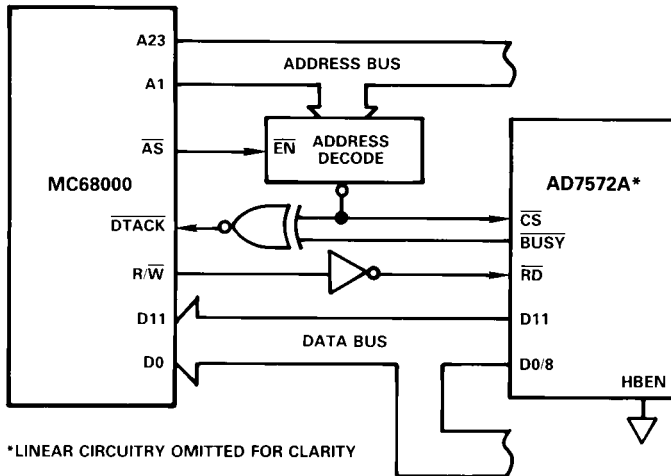 A23
ADDRESS BUS
A1
AS
EN
ADDRESS
DECODE
MC68000
AD7572A*
DTACK
CS
BUSY
R/W
RD
D11
D11
DATA BUS
D0
D0/8
HBEN
*LINEAR CIRCUITRY OMITTED FOR CLARITY